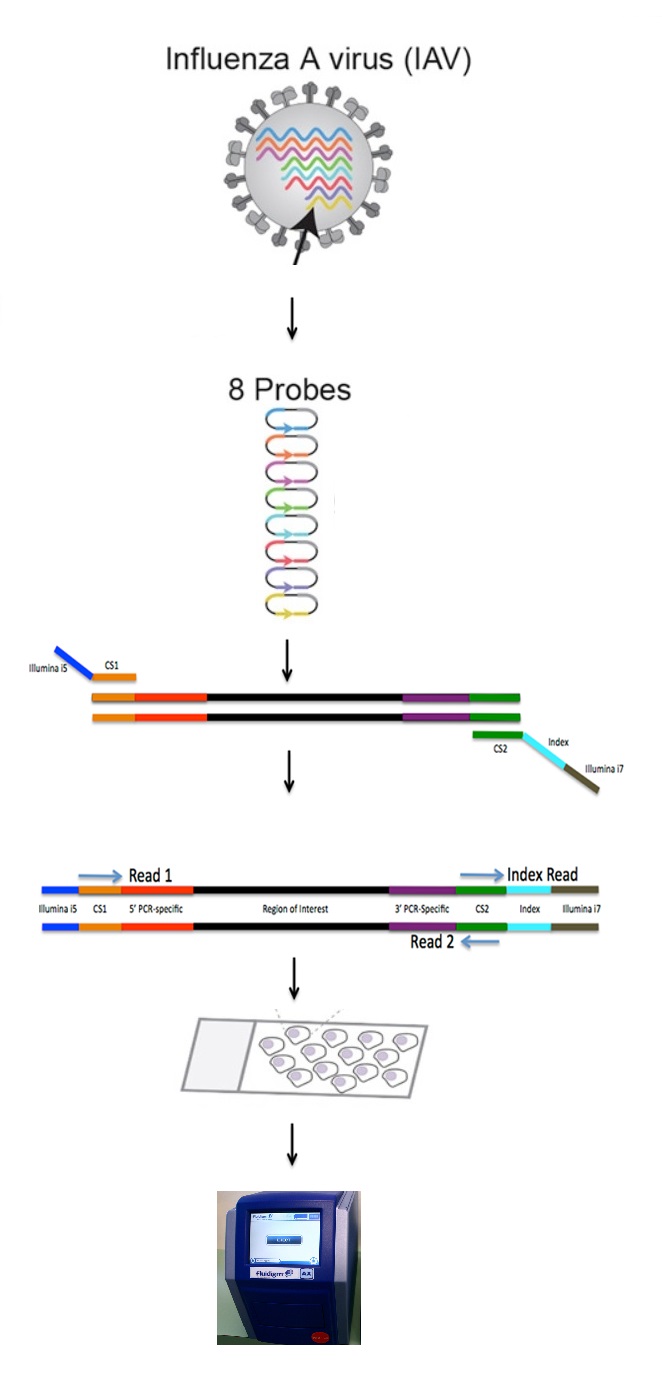 Influenza A virus (IAV)
8 Probes
Illumina i5
CS1
CS2
Index
Illumina i7
Read 1
Index Read
Illumina i5 CS1 5' PCR-specific Region of Interest 3' PCR-Specific CS2 Index Illumina i7
Read 2
fluidigm
AX